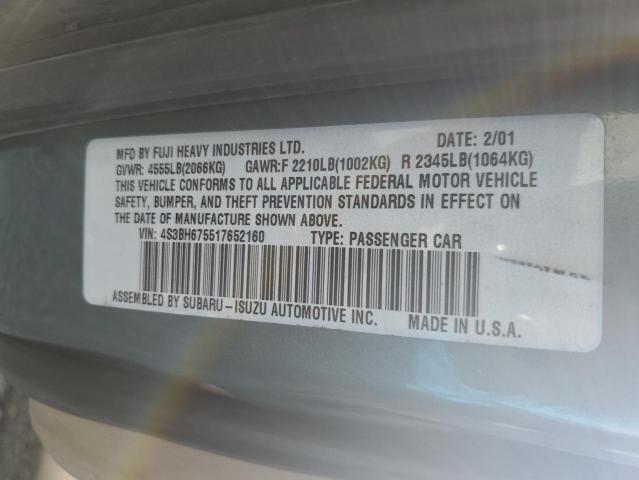 MFD BY FUJI HEAVY INDUSTRIES LTD. DATE: 2/01
GVWR: 4555LB(2066KG) GAWR:F 2210LB(1002KG) R 2345LB(1064KG)
THIS VEHICLE CONFORMS TO ALL APPLICABLE FEDERAL MOTOR VEHICLE
SAFETY, BUMPER, AND THEFT PREVENTION STANDARDS IN EFFECT ON
THE DATE OF MANUFACTURE SHOWN ABOVE.
VIN: 4S3BH675517652160 TYPE: PASSENGER CAR
ASSEMBLED BY SUBARU-ISUZU AUTOMOTIVE INC. MADE IN U.S.A.